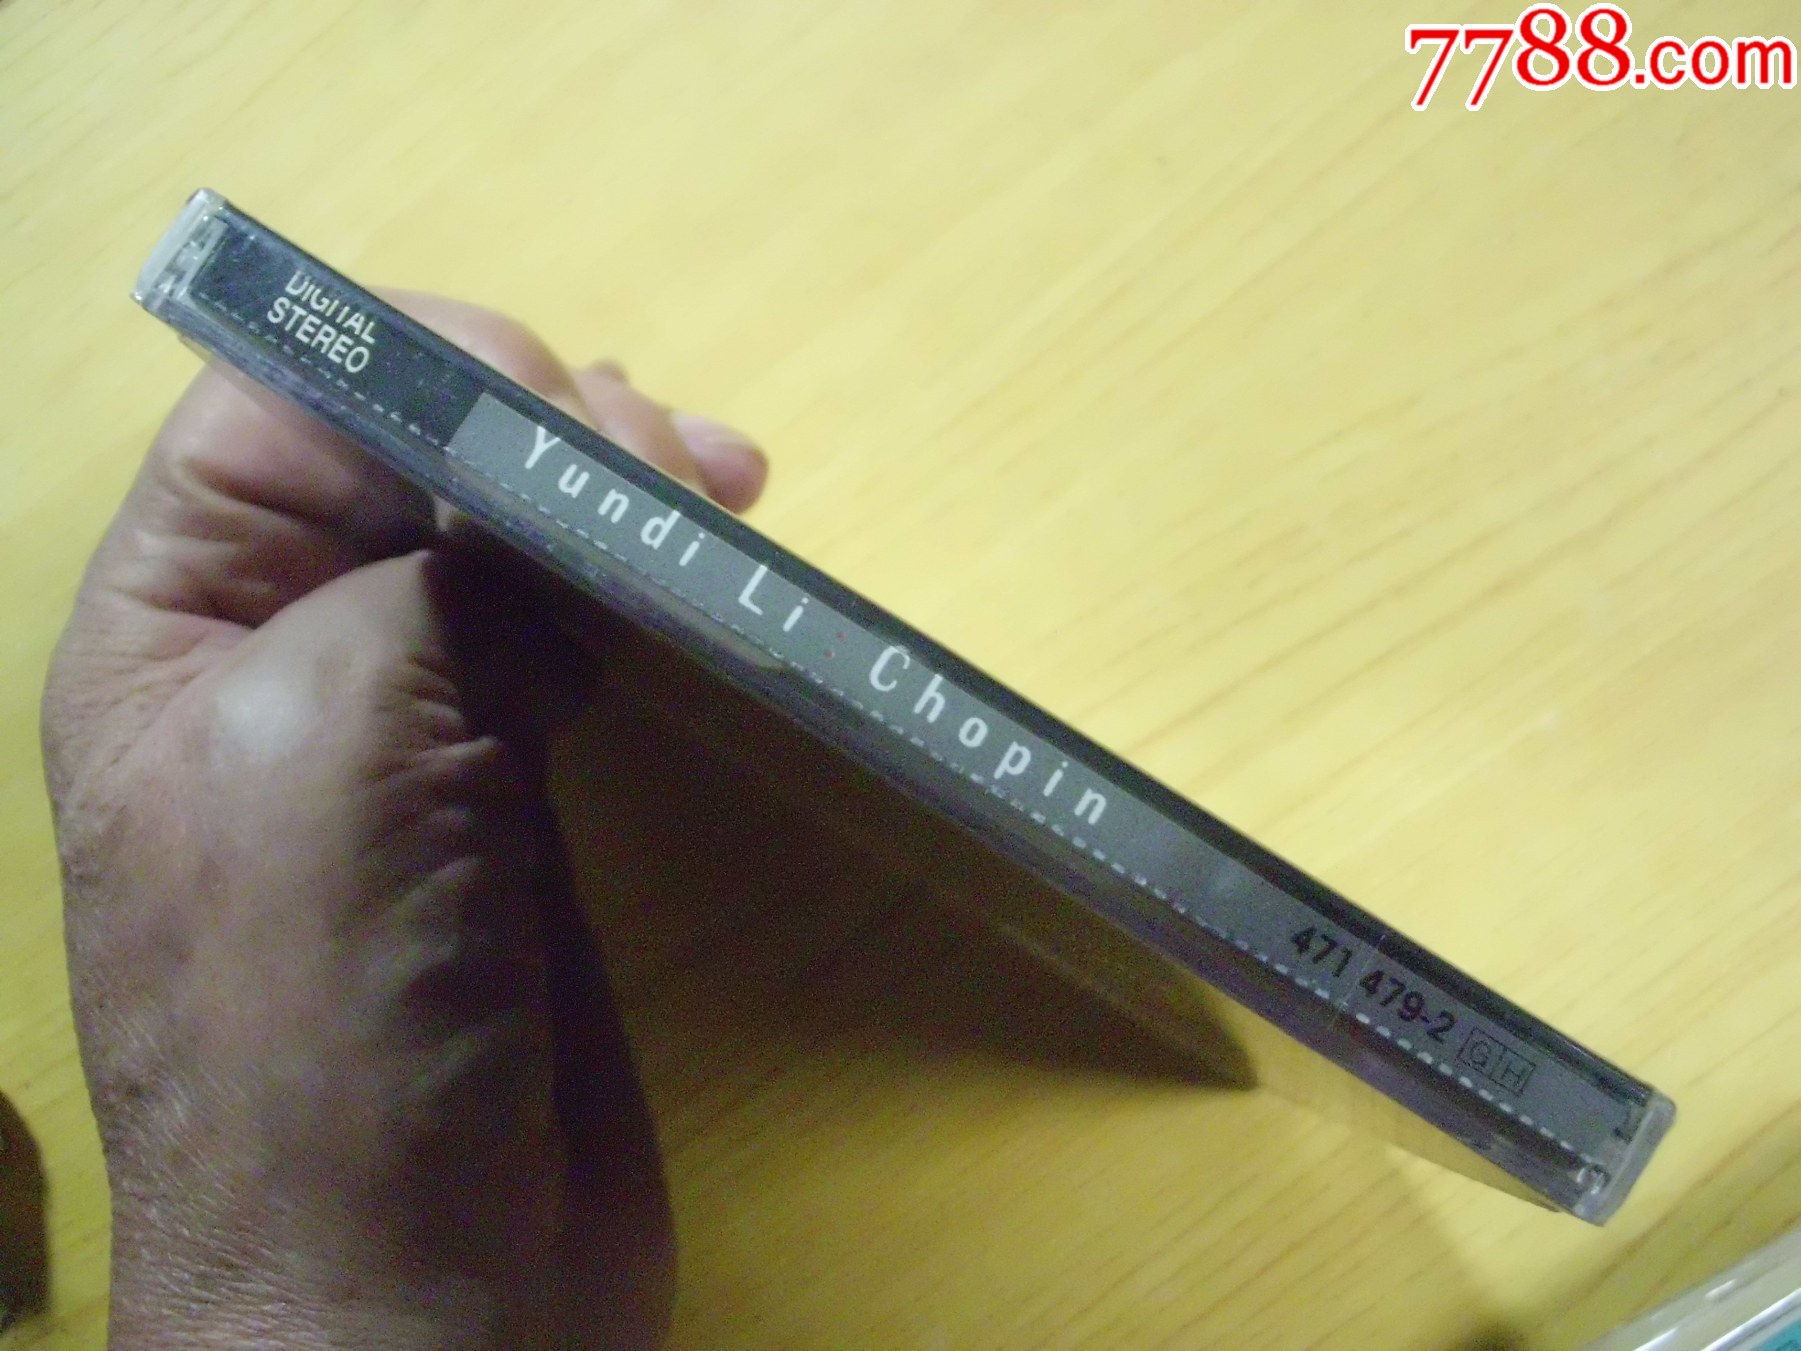 7788.com
DIGITAL
STEREO
Yundi Li : Chopin
471 479-2 GH